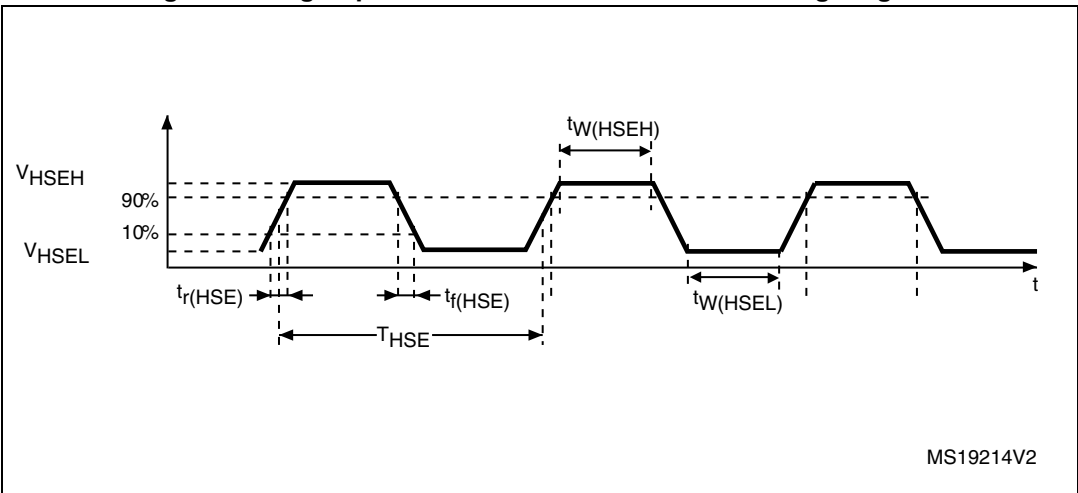 tW(HSEH)
VHSEH
90%
10%
VHSEL
tr(HSE)
tf(HSE)
tW(HSEL)
t
THSE
MS19214V2